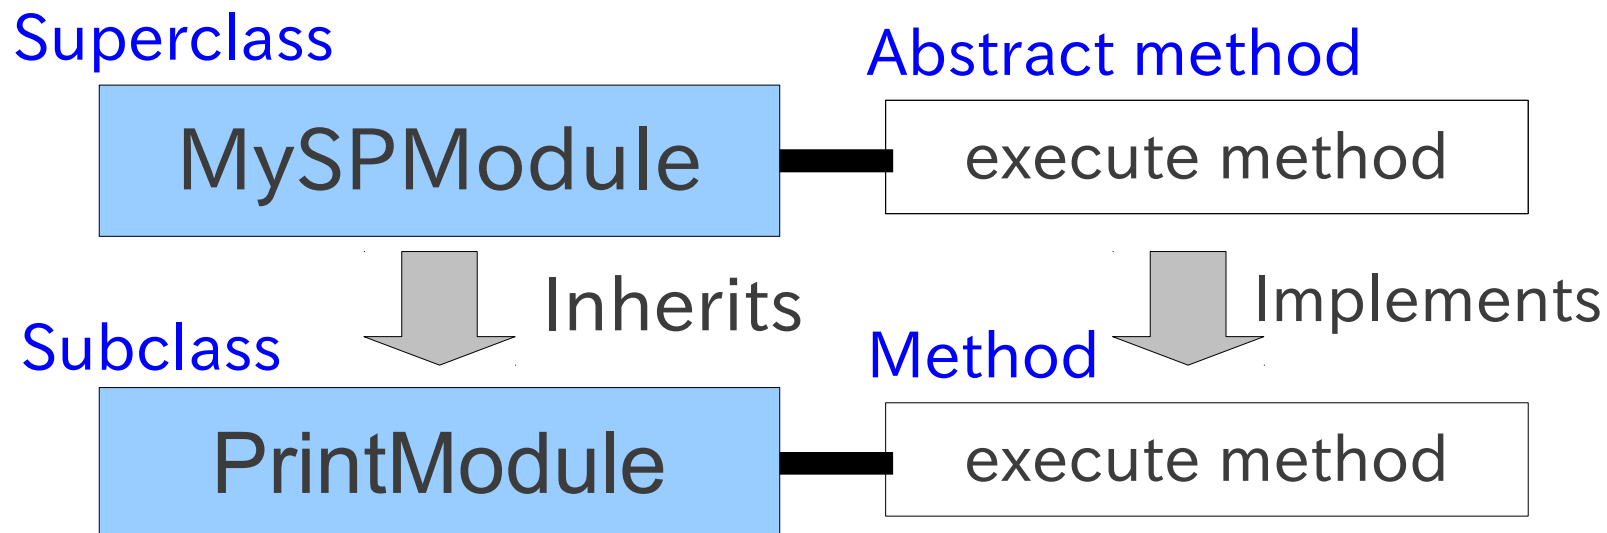 Superclass
Abstract method
MySPModule
execute method
Inherits
Implements
Subclass
Method
PrintModule
execute method